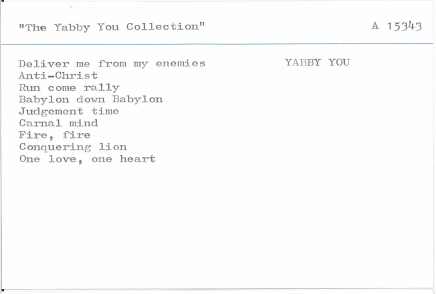 "The Yabby You Collection" A 15343
Deliver me from my enemies YABBY YOU
Anti-Christ
Run come rally
Babylon down Babylon
Judgement time
Carnal mind
Fire, fire
Conquering lion
One love, one heart